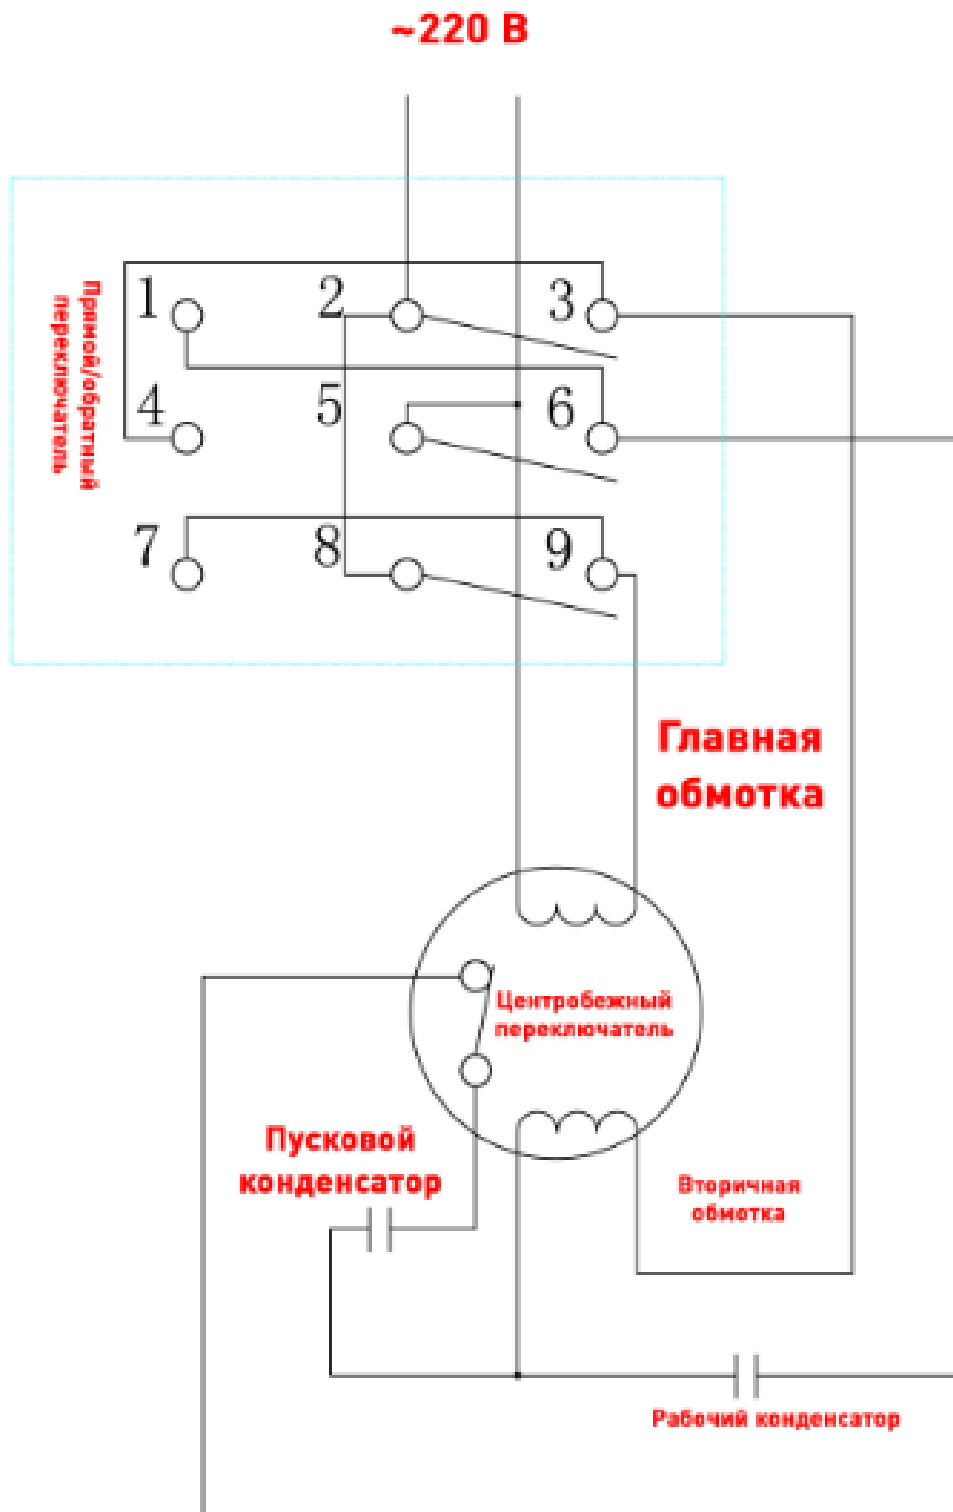 ~220 В
Прямой/обратный
переключатель
1
2
3
4
5
6
7
8
9
Главная
обмотка
Центробежный
переключатель
Пусковой
конденсатор
Вторичная
обмотка
Рабочий конденсатор